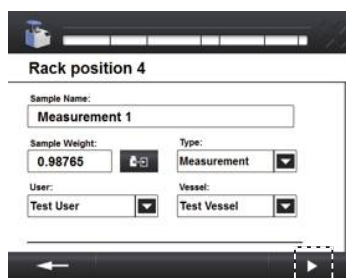 Rack position 4
Sample Name:
Measurement 1
Sample Weight:
0.98765
Type:
Measurement
User:
Test User
Vessel:
Test Vessel